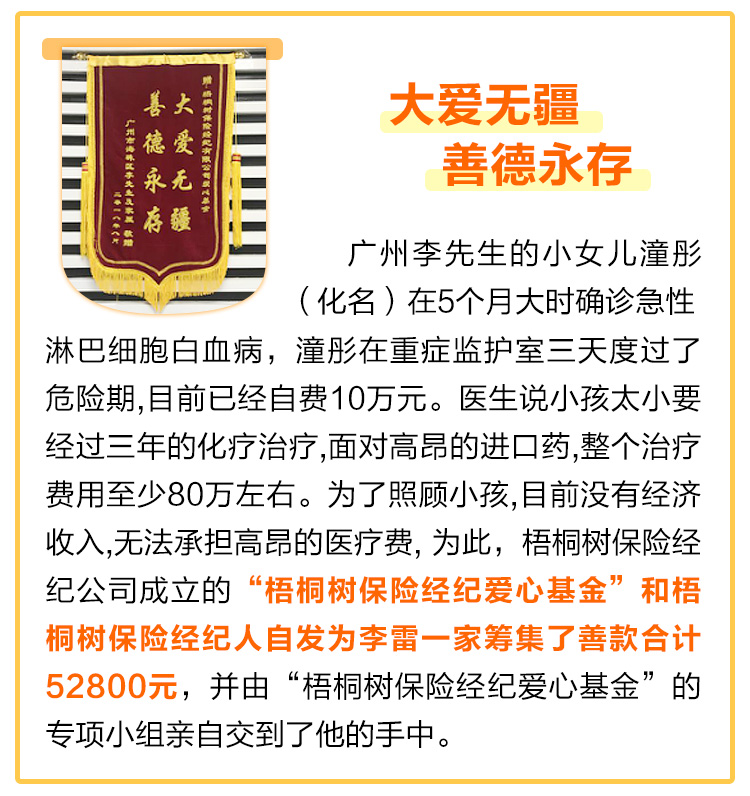 赠：梧桐树保险经纪有限公司爱心基金
大爱无疆
善德永存
广州市海珠区李先生及家属 敬赠
二零一八年八月
大爱无疆
善德永存
广州李先生的小女儿潼彤
（化名）在5个月大时确诊急性
淋巴细胞白血病，潼彤在重症监护室三天度过了
危险期,目前已经自费10万元。医生说小孩太小要
经过三年的化疗治疗,面对高昂的进口药,整个治疗
费用至少80万左右。为了照顾小孩,目前没有经济
收入,无法承担高昂的医疗费, 为此，梧桐树保险经
纪公司成立的“梧桐树保险经纪爱心基金”和梧
桐树保险经纪人自发为李雷一家筹集了善款合计
52800元，并由“梧桐树保险经纪爱心基金”的
专项小组亲自交到了他的手中。